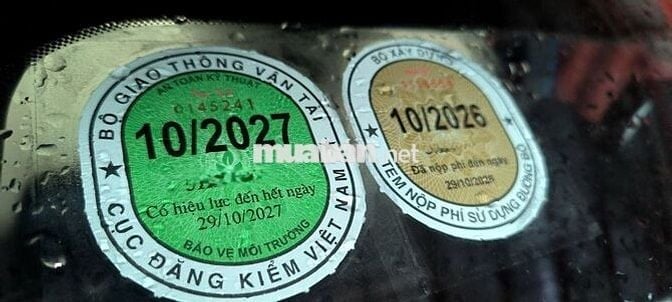 BỘ GIAO THÔNG VẬN TẢI
AN TOÀN KỸ THUẬT
0145241
10/2027
Có hiệu lực đến hết ngày
29/10/2027
BẢO VỆ MÔI TRƯỜNG
★ CỤC ĐĂNG KIỂM VIỆT NAM ★
BỘ XÂY DỰNG
10/2026
Đã nộp phí đến ngày
29/10/2026
★ TEM NỘP PHÍ SỬ DỤNG ĐƯỜNG BỘ
muaban.net